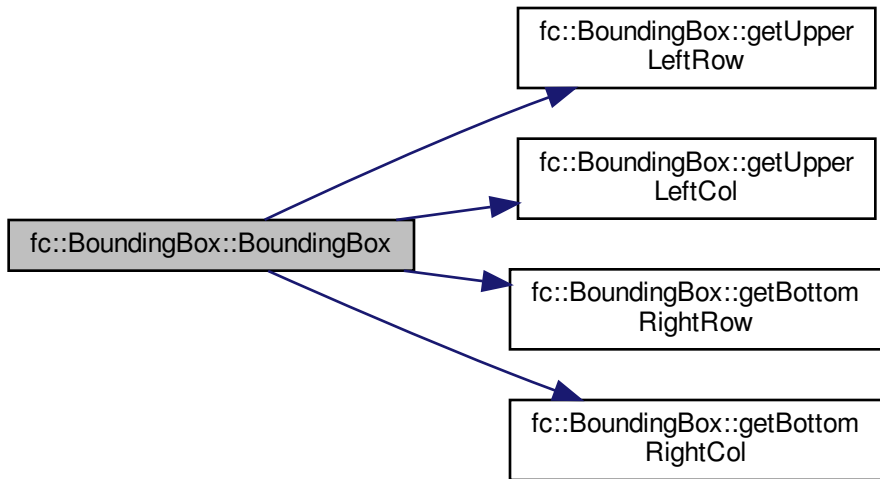 fc::BoundingBox::getUpper
LeftRow
fc::BoundingBox::getUpper
LeftCol
fc::BoundingBox::BoundingBox
fc::BoundingBox::getBottom
RightRow
fc::BoundingBox::getBottom
RightCol